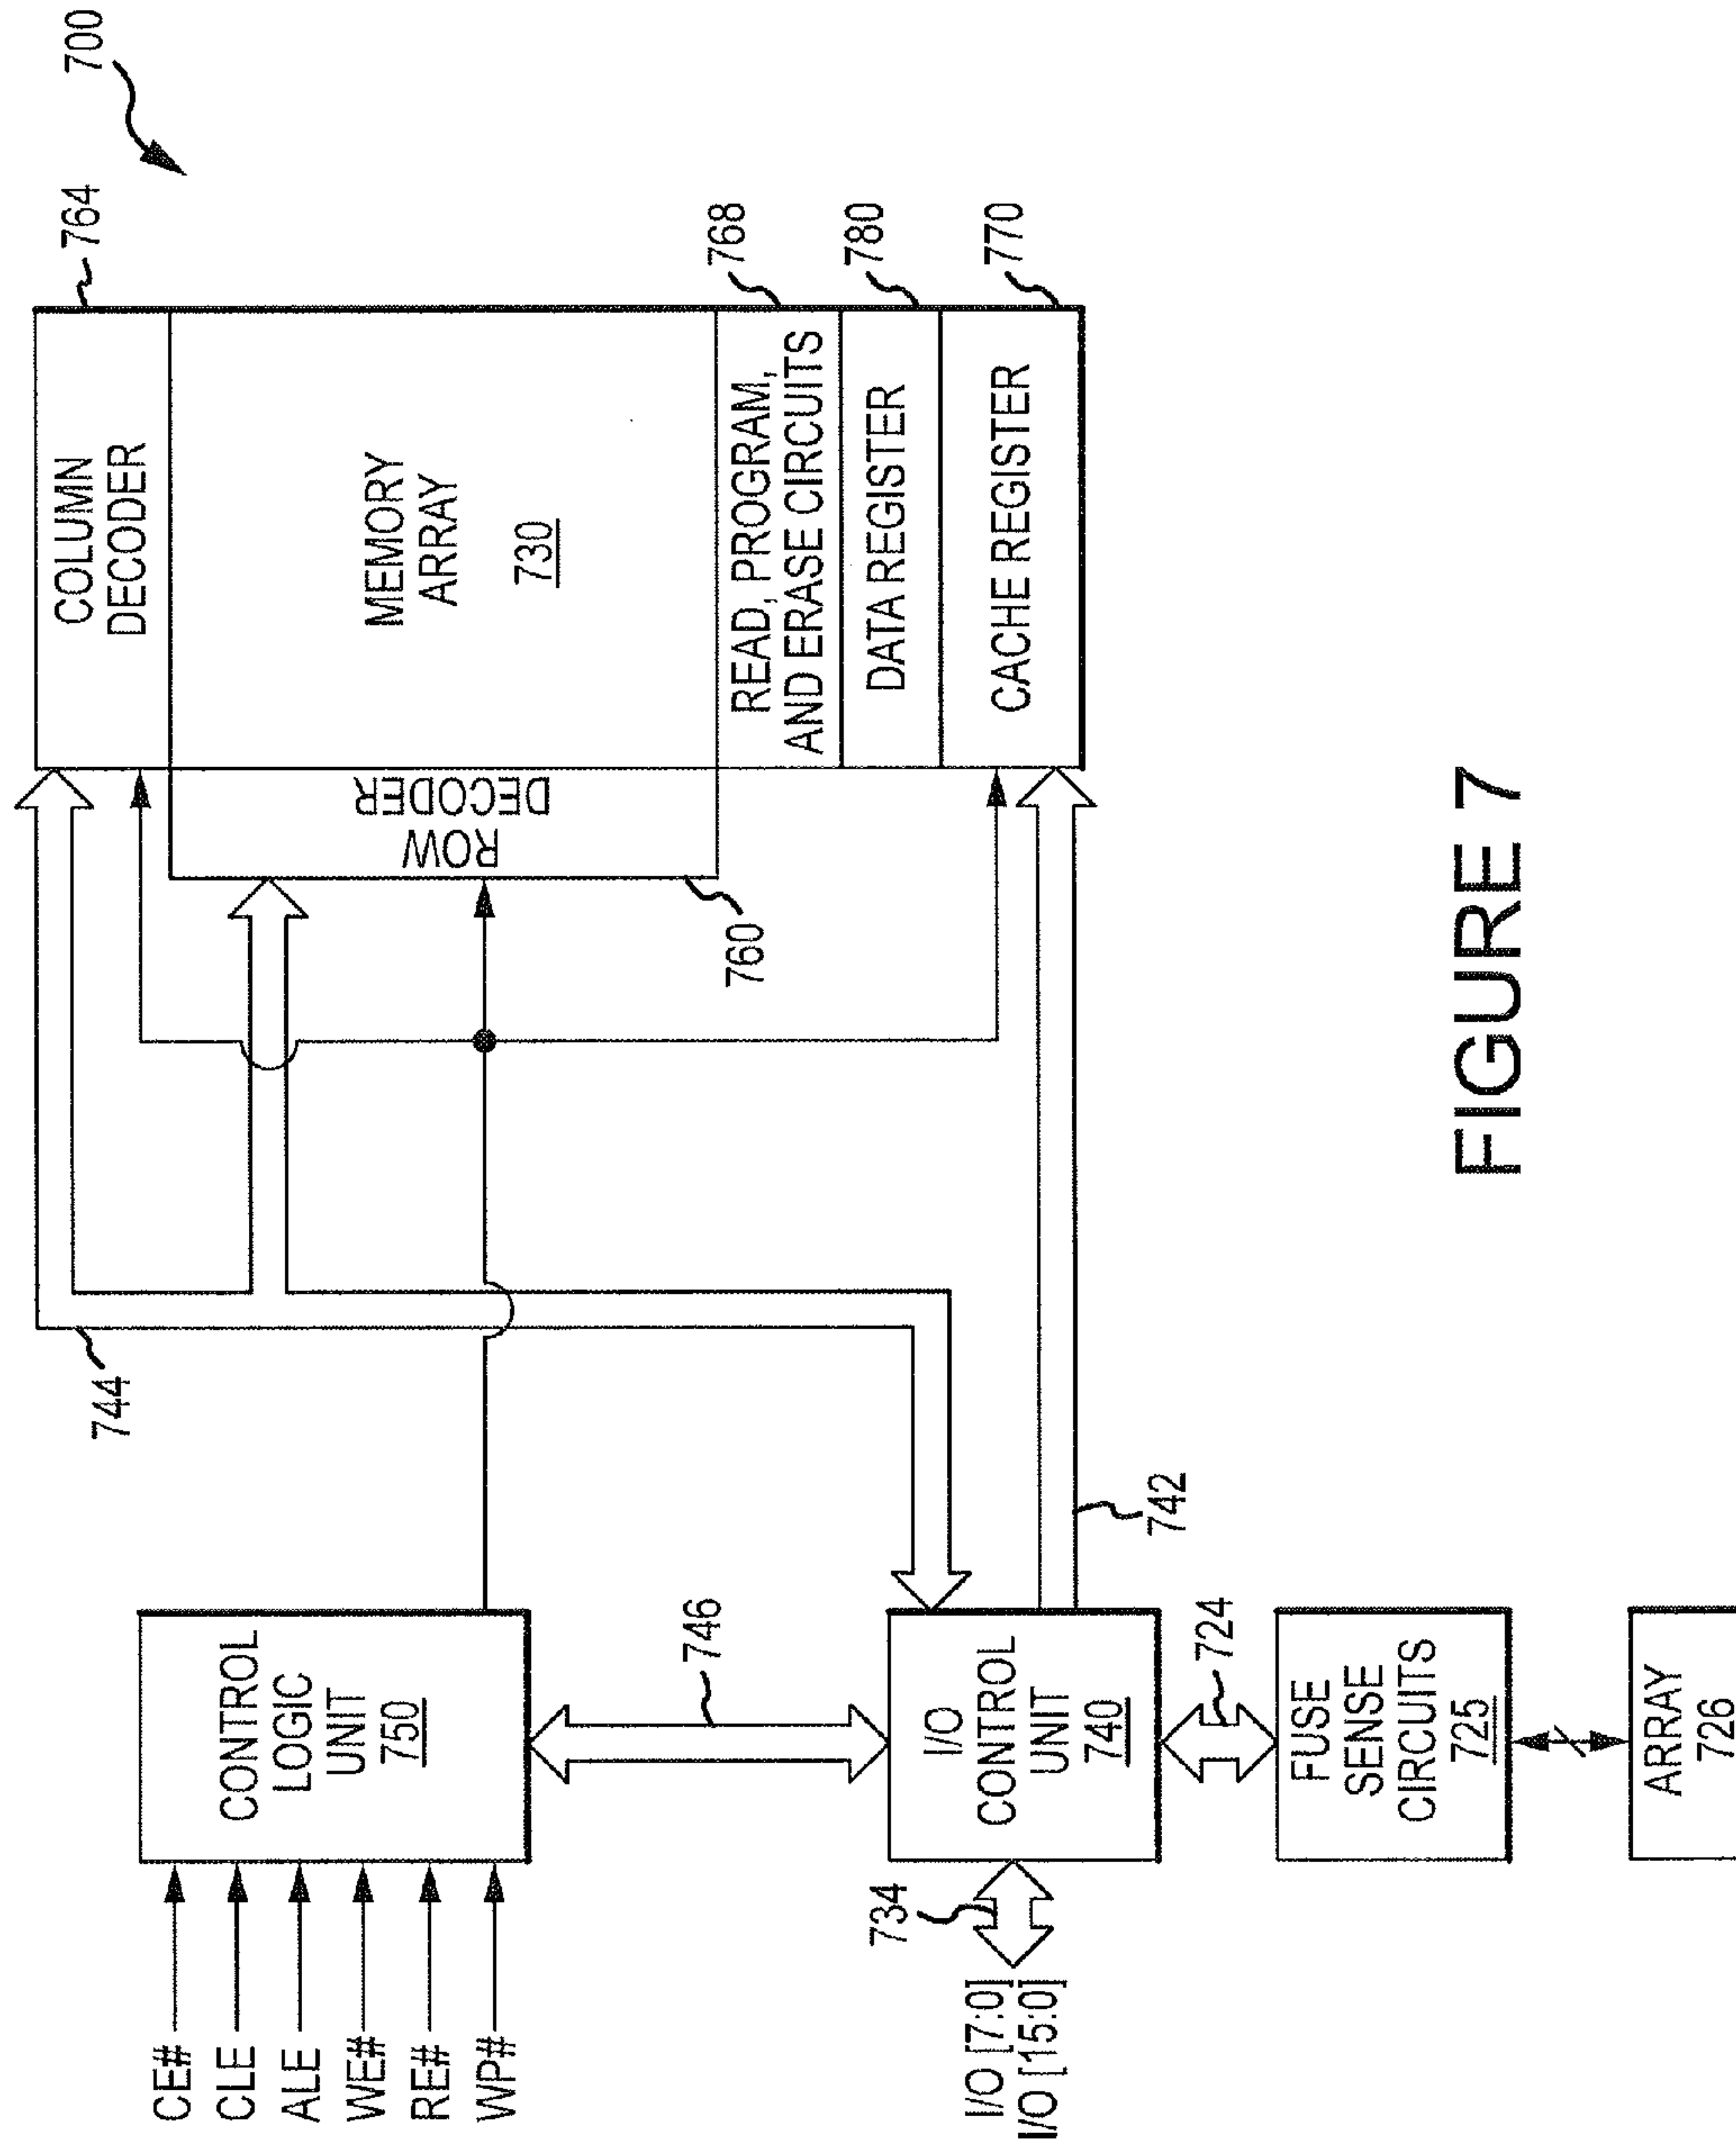 700
764
COLUMN
DECODER
MEMORY
ARRAY
730
ROW
DECODER
760
READ, PROGRAM,
AND ERASE CIRCUITS
768
DATA REGISTER
780
CACHE REGISTER
770
744
CONTROL
LOGIC
UNIT
750
CE#
CLE
ALE
WE#
RE#
WP#
746
I/O
CONTROL
UNIT
740
742
734
I/O [7:0]
I/O [15:0]
724
FUSE
SENSE
CIRCUITS
725
ARRAY
726
FIGURE 7